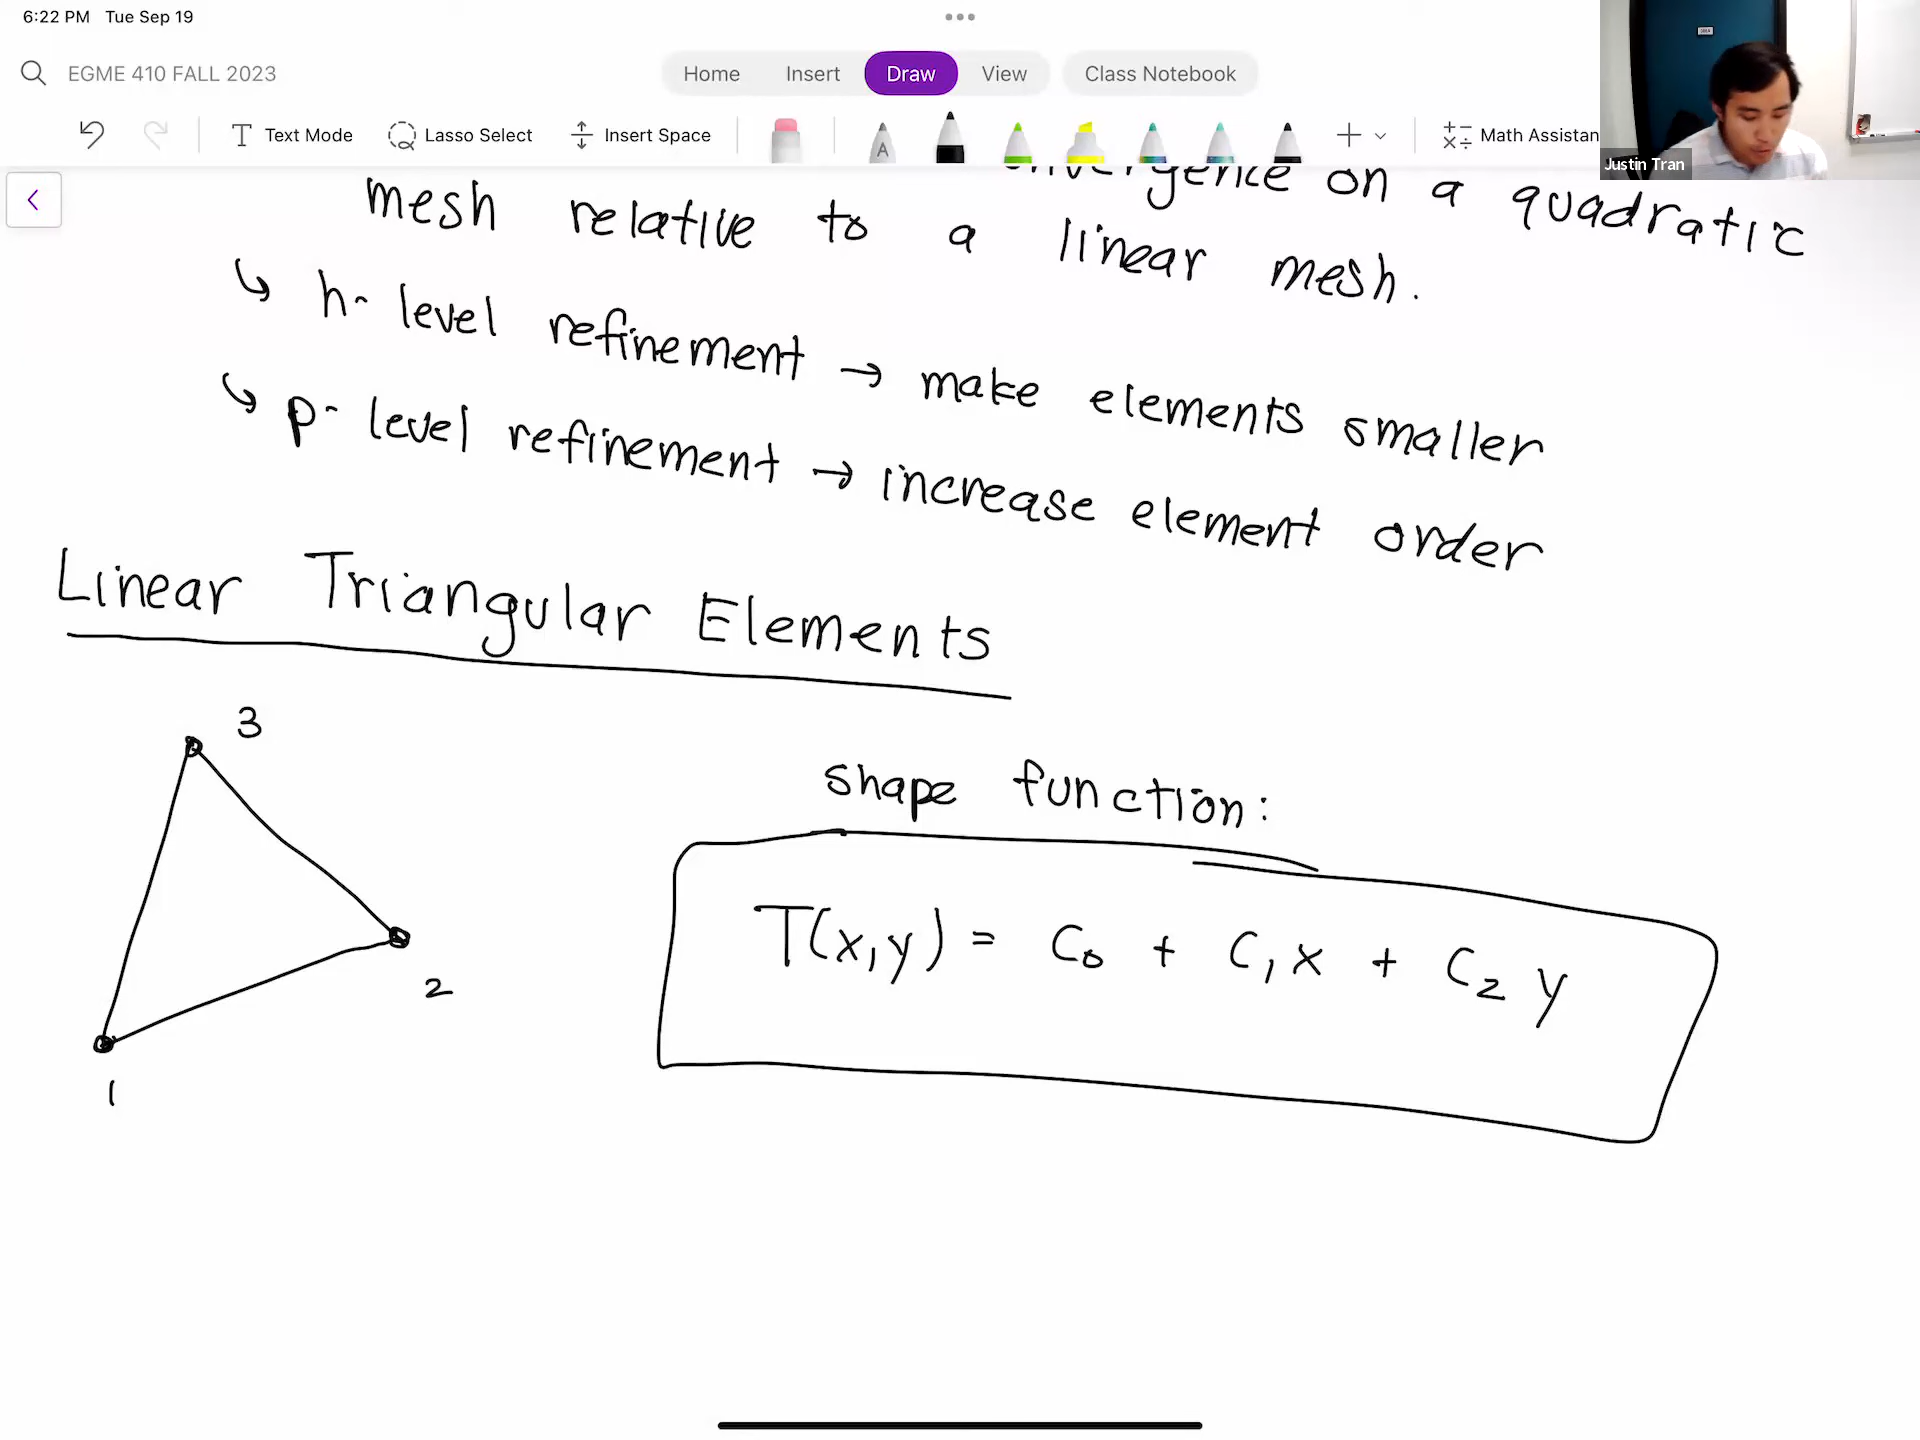 6:22 PM Tue Sep 19
EGME 410 FALL 2023
Home Insert Draw View Class Notebook
Text Mode Lasso Select Insert Space A Math Assistan
Justin Tran
on a quadratic
mesh relative to a linear mesh.
↳ h- level refinement → make elements smaller
↳ p- level refinement → increase element order
Linear Triangular Elements
3
2
1
shape function:
T(x,y) = C₀ + C₁x + C₂y